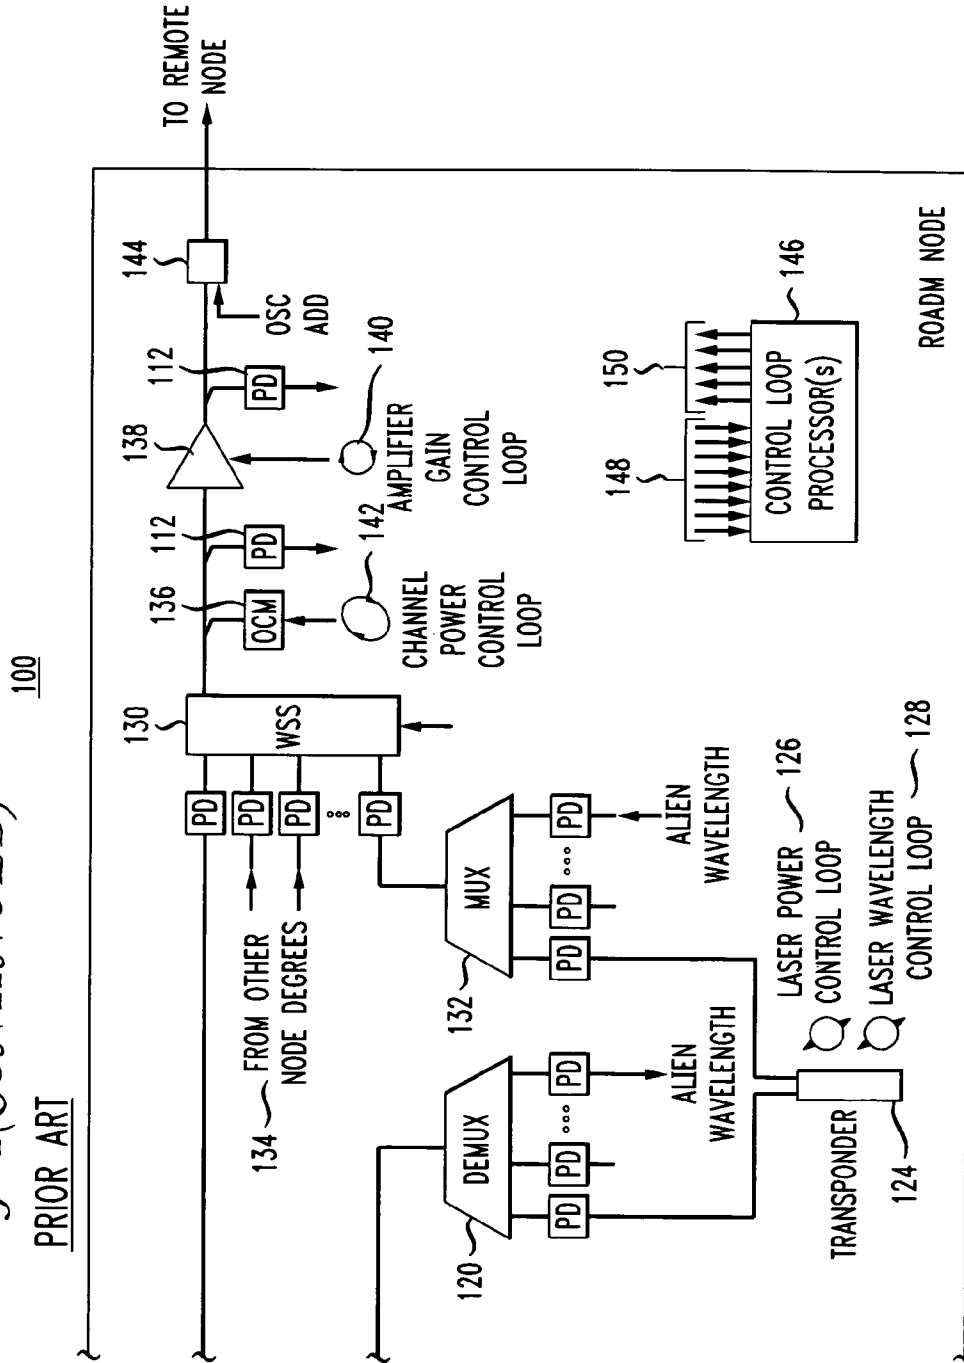 PRIOR ART
100
TO REMOTE
NODE
144
OSC
ADD
112
PD
138
140
AMPLIFIER
GAIN
CONTROL
LOOP
112
PD
136
OCM
142
CHANNEL
POWER
CONTROL
LOOP
130
WSS
PD
PD
PD
PD
134
FROM OTHER
NODE DEGREES
MUX
132
PD
PD
PD
ALIEN
WAVELENGTH
DEMUX
120
PD
PD
PD
ALIEN
WAVELENGTH
TRANSPONDER
124
LASER POWER
CONTROL LOOP
126
LASER WAVELENGTH
CONTROL LOOP
128
148
150
CONTROL LOOP
PROCESSOR(s)
146
ROADM NODE